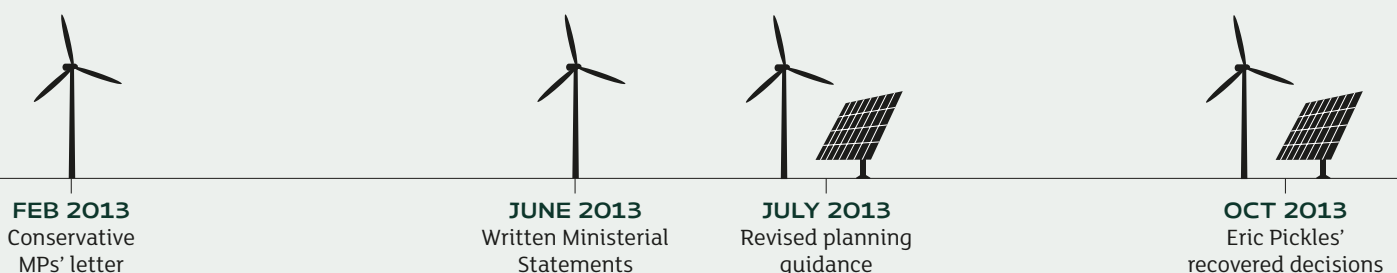 FEB 2013
Conservative
MPs’ letter
JUNE 2013
Written Ministerial
Statements
JULY 2013
Revised planning
guidance
OCT 2013
Eric Pickles’
recovered decisions